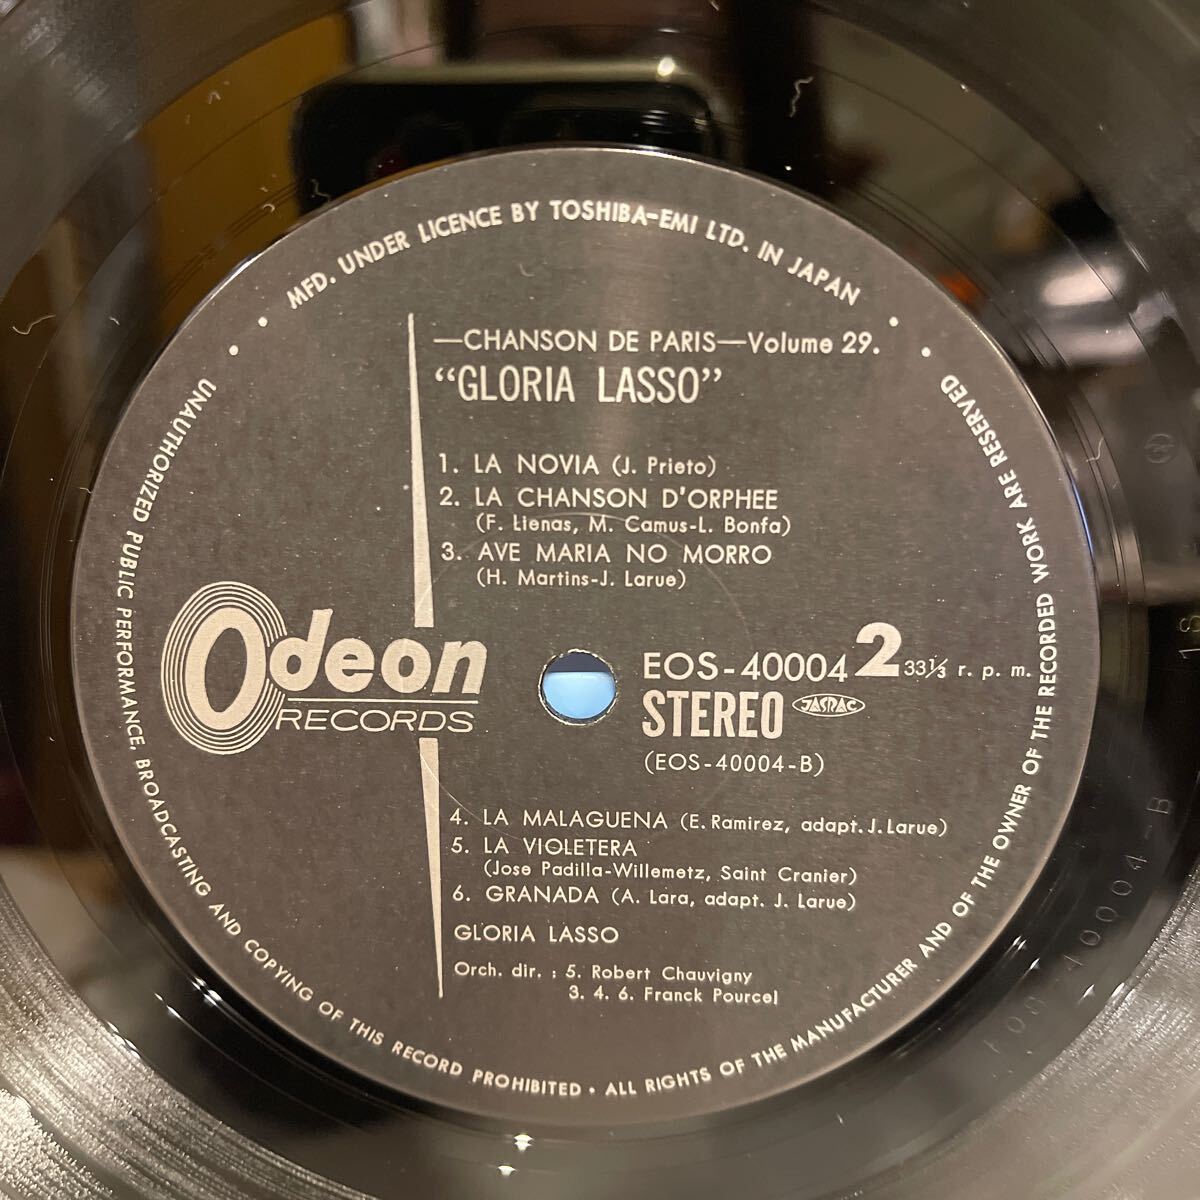 MFD. UNDER LICENCE BY TOSHIBA-EMI LTD. IN JAPAN
—CHANSON DE PARIS—Volume 29.
“GLORIA LASSO”
1. LA NOVIA (J. Prieto)
2. LA CHANSON D'ORPHEE
(F. Llenas, M. Camus-L. Bonfa)
3. AVE MARIA NO MORRO
(H. Martins-J. Larue)
Odeon
RECORDS
EOS-40004 2 33⅓ r. p. m.
STEREO JASRAC
(EOS-40004-B)
4. LA MALAGUENA (E. Ramirez, adapt. J. Larue)
5. LA VIOLETERA
(Jose Padilla-Willemetz, Saint Cranier)
6. GRANADA (A. Lara, adapt. J. Larue)
GLORIA LASSO
Orch. dir. : 5. Robert Chauvigny
3. 4. 6. Franck Pourcel
UNAUTHORIZED PUBLIC PERFORMANCE, BROADCASTING AND COPYING OF THIS RECORD PROHIBITED • ALL RIGHTS OF THE MANUFACTURER AND OF THE OWNER OF THE RECORDED WORK ARE RESERVED